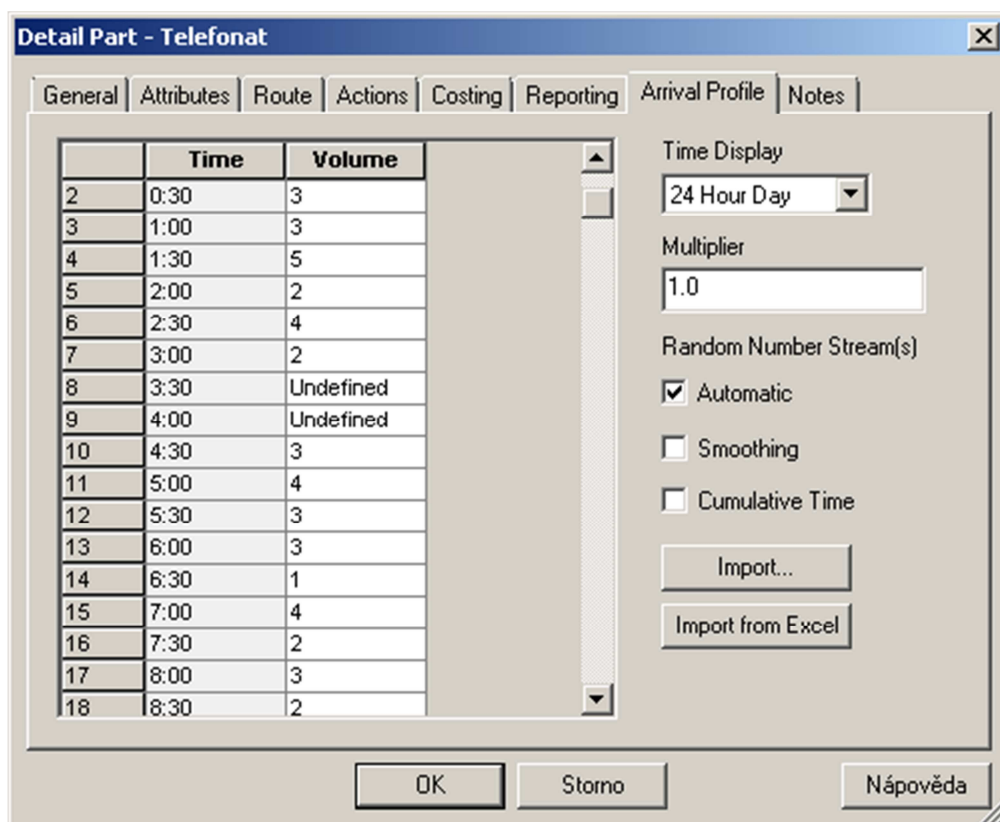 Detail Part - Telefonat
General Attributes Route Actions Costing Reporting Arrival Profile Notes
Time Volume
2 0:30 3
3 1:00 3
4 1:30 5
5 2:00 2
6 2:30 4
7 3:00 2
8 3:30 Undefined
9 4:00 Undefined
10 4:30 3
11 5:00 4
12 5:30 3
13 6:00 3
14 6:30 1
15 7:00 4
16 7:30 2
17 8:00 3
18 8:30 2
Time Display
24 Hour Day
Multiplier
1.0
Random Number Stream(s)
Automatic
Smoothing
Cumulative Time
Import...
Import from Excel
OK Storno Nápověda